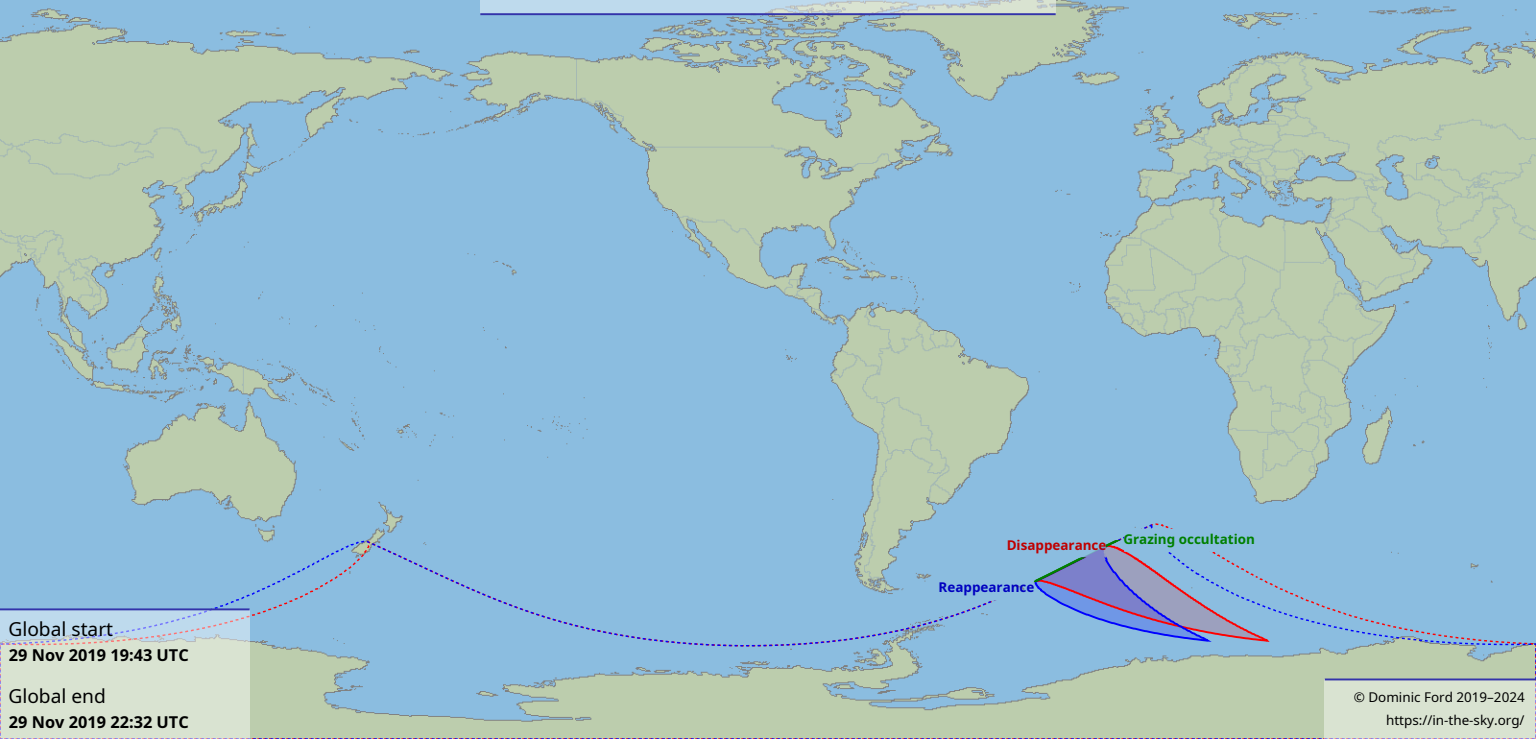 Disappearance
Grazing occultation
Reappearance
Global start
29 Nov 2019 19:43 UTC
Global end
29 Nov 2019 22:32 UTC
© Dominic Ford 2019–2024
https://in-the-sky.org/